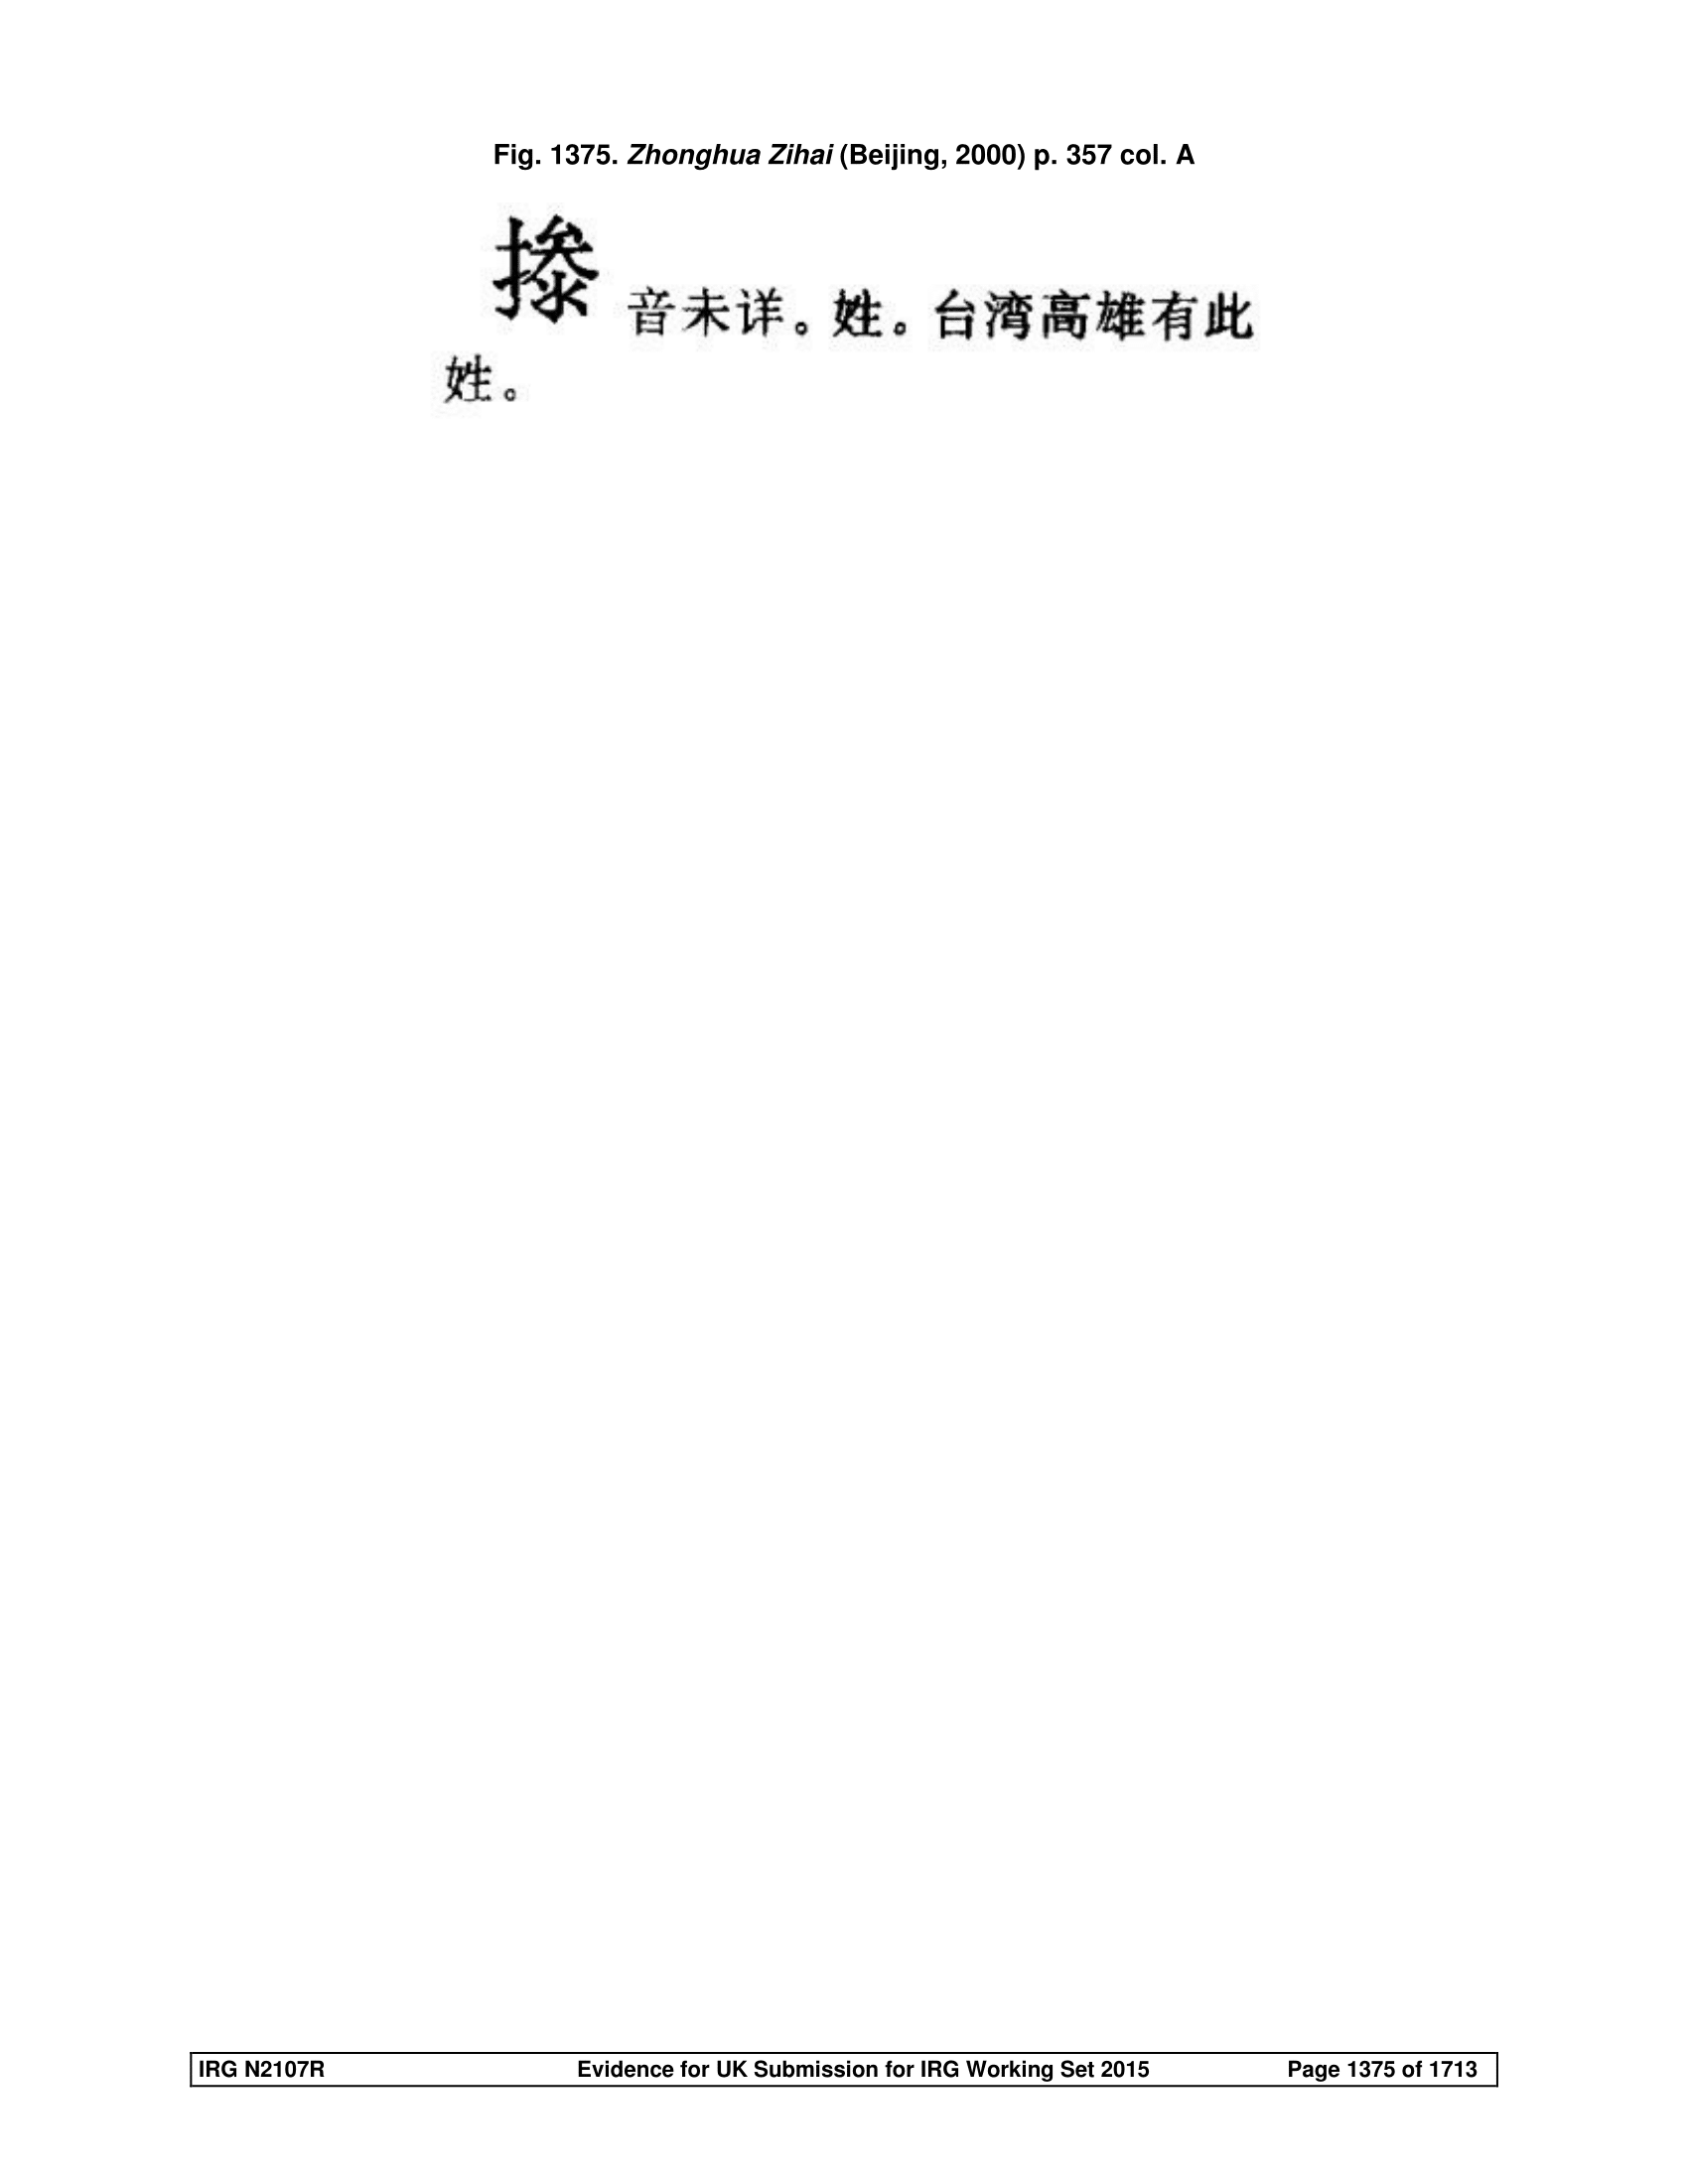 Fig. 1375. Zhonghua Zihai (Beijing, 2000) p. 357 col. A
音未详。姓。台湾高雄有此
姓。
IRG N2107R Evidence for UK Submission for IRG Working Set 2015 Page 1375 of 1713